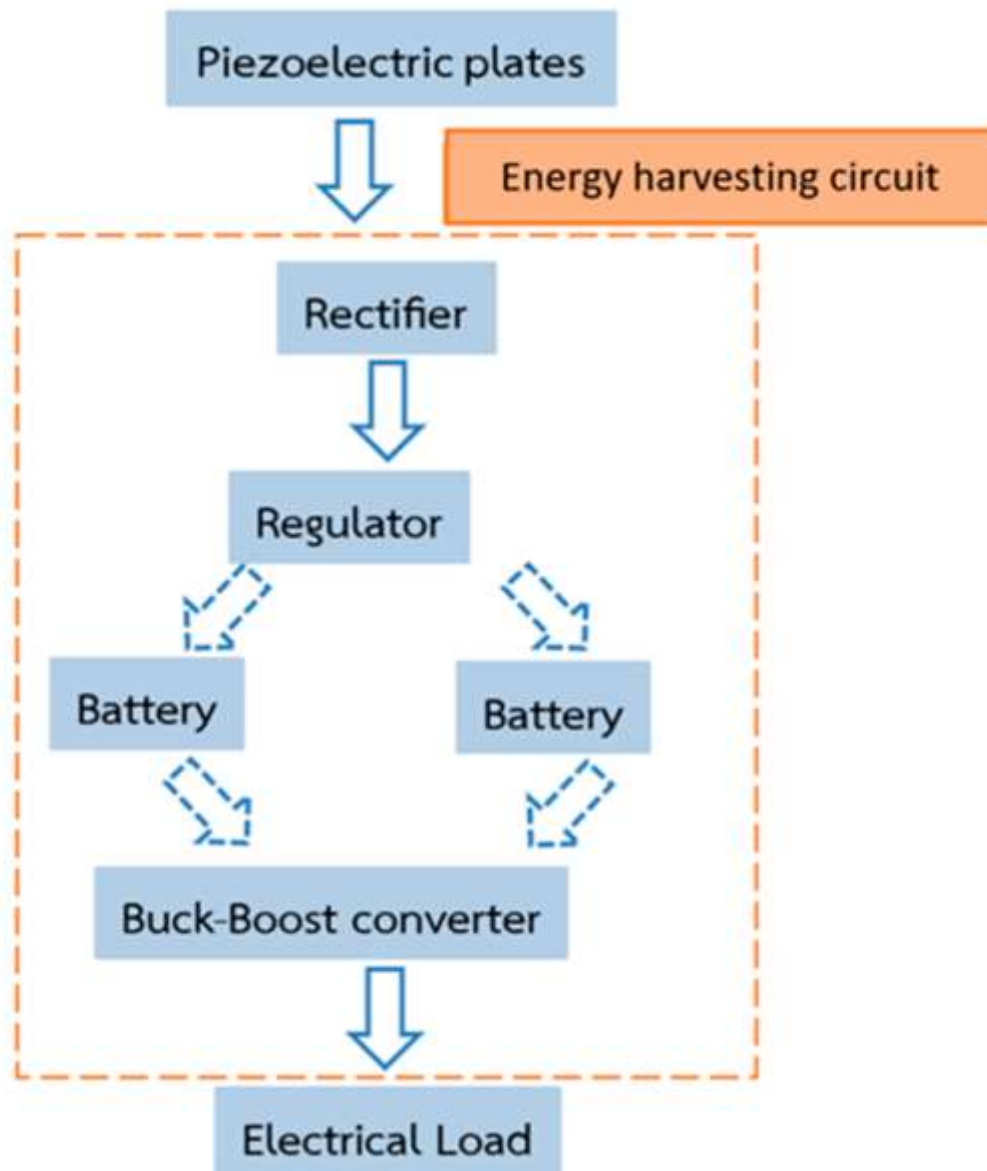 Piezoelectric plates
Energy harvesting circuit
Rectifier
Regulator
Battery
Battery
Buck-Boost converter
Electrical Load